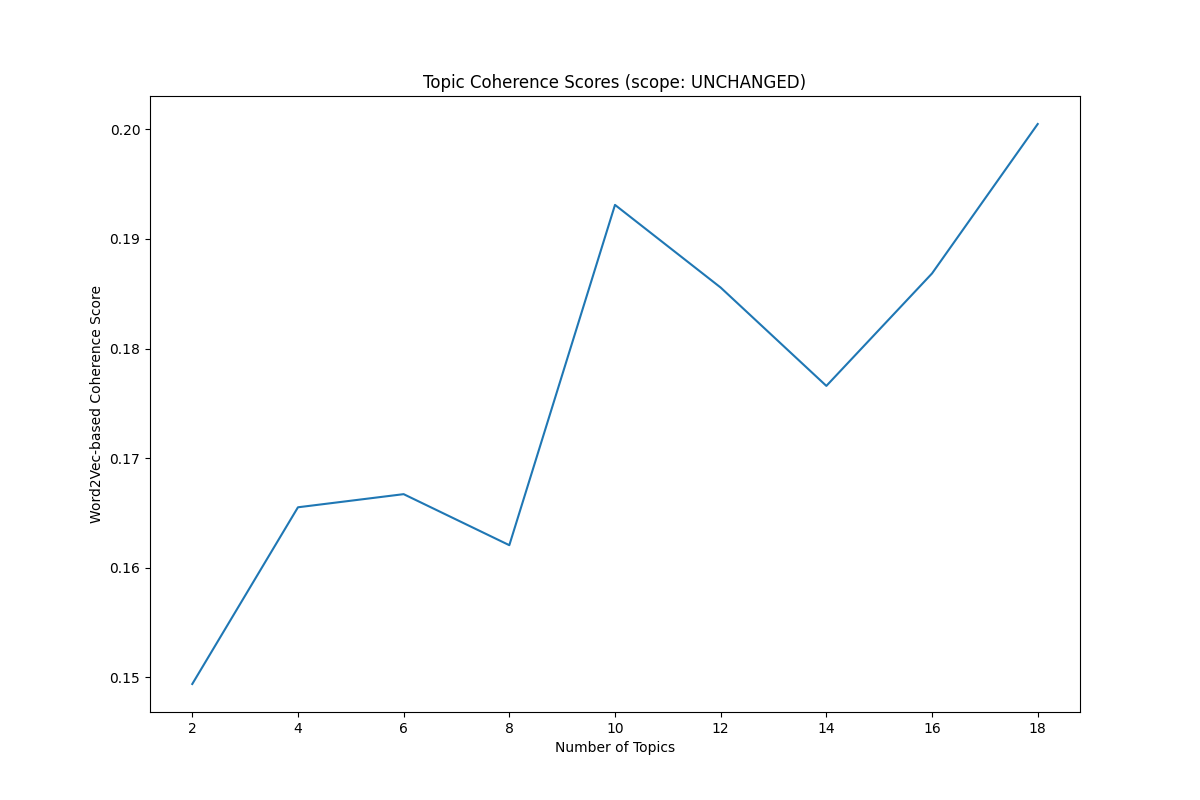 Topic Coherence Scores (scope: UNCHANGED)
0.20
0.19
0.18
0.17
0.16
0.15
Word2Vec-based Coherence Score
2 4 6 8 10 12 14 16 18
Number of Topics